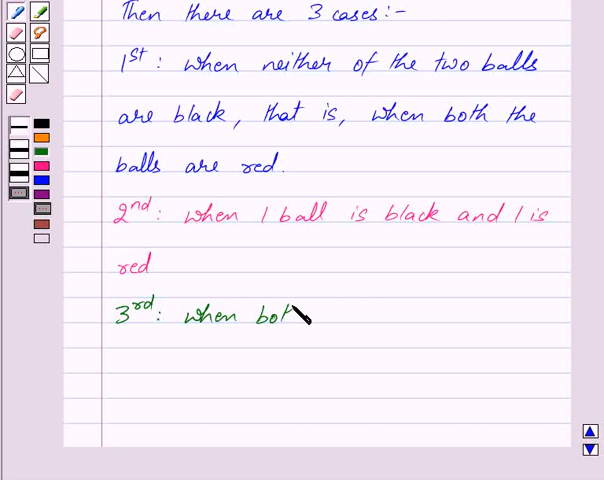 Then there are 3 cases:-
1st: when neither of the two balls
are black, that is, when both the
balls are red.
2nd: when 1 ball is black and 1 is
red
3rd: when bot